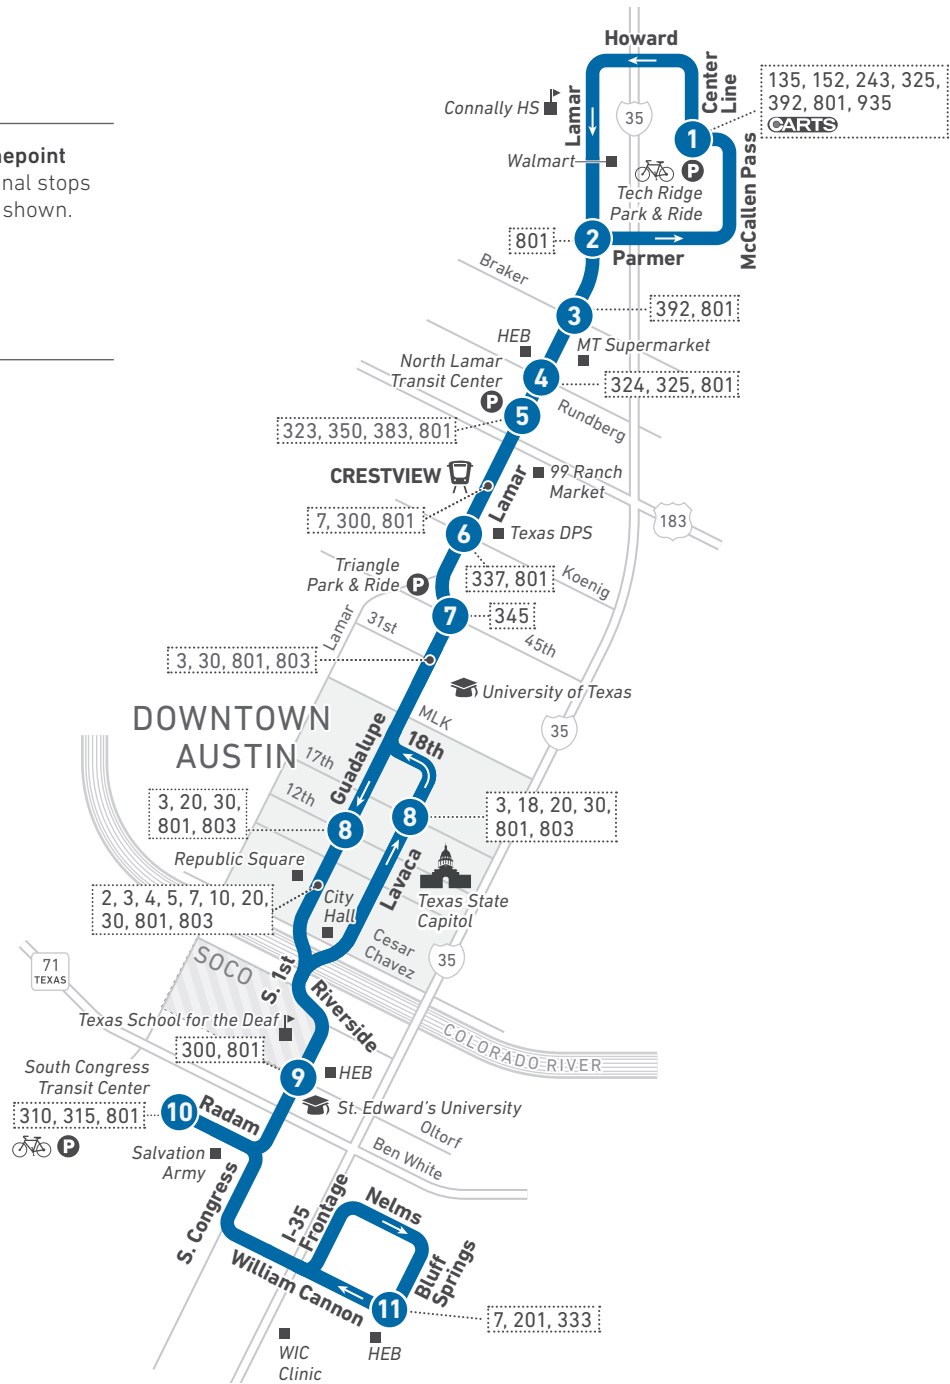 Howard
Center
Line
135, 152, 243, 325,
392, 801, 935
CARTS
Connally HS
Lamar
35
1
nepoint
nal stops
shown.
Walmart
P
Tech Ridge
Park & Ride
McCallen Pass
801
2
Parmer
Braker
3
392, 801
HEB
MT Supermarket
North Lamar
Transit Center
4
324, 325, 801
P
5
Rundberg
323, 350, 383, 801
CRESTVIEW
Lamar
99 Ranch
Market
7, 300, 801
183
6
Texas DPS
Triangle
Park & Ride
P
337, 801
Koenig
7
345
Lamar
31st
45th
3, 30, 801, 803
University of Texas
DOWNTOWN
AUSTIN
MLK
35
Guadalupe
18th
17th
12th
3, 20, 30,
801, 803
8
8
3, 18, 20, 30,
801, 803
Republic Square
Lavaca
2, 3, 4, 5, 7, 10, 20,
30, 801, 803
City
Hall
Texas State
Capitol
Cesar
Chavez
35
71
TEXAS
SOCO
S. 1st
Riverside
Texas School for the Deaf
COLORADO RIVER
300, 801
9
HEB
South Congress
Transit Center
310, 315, 801
10
Radam
St. Edward's University
Oltorf
P
Salvation
Army
Ben White
S. Congress
I-35
Frontage
Nelms
Bluff
Springs
William Cannon
11
7, 201, 333
WIC
Clinic
HEB